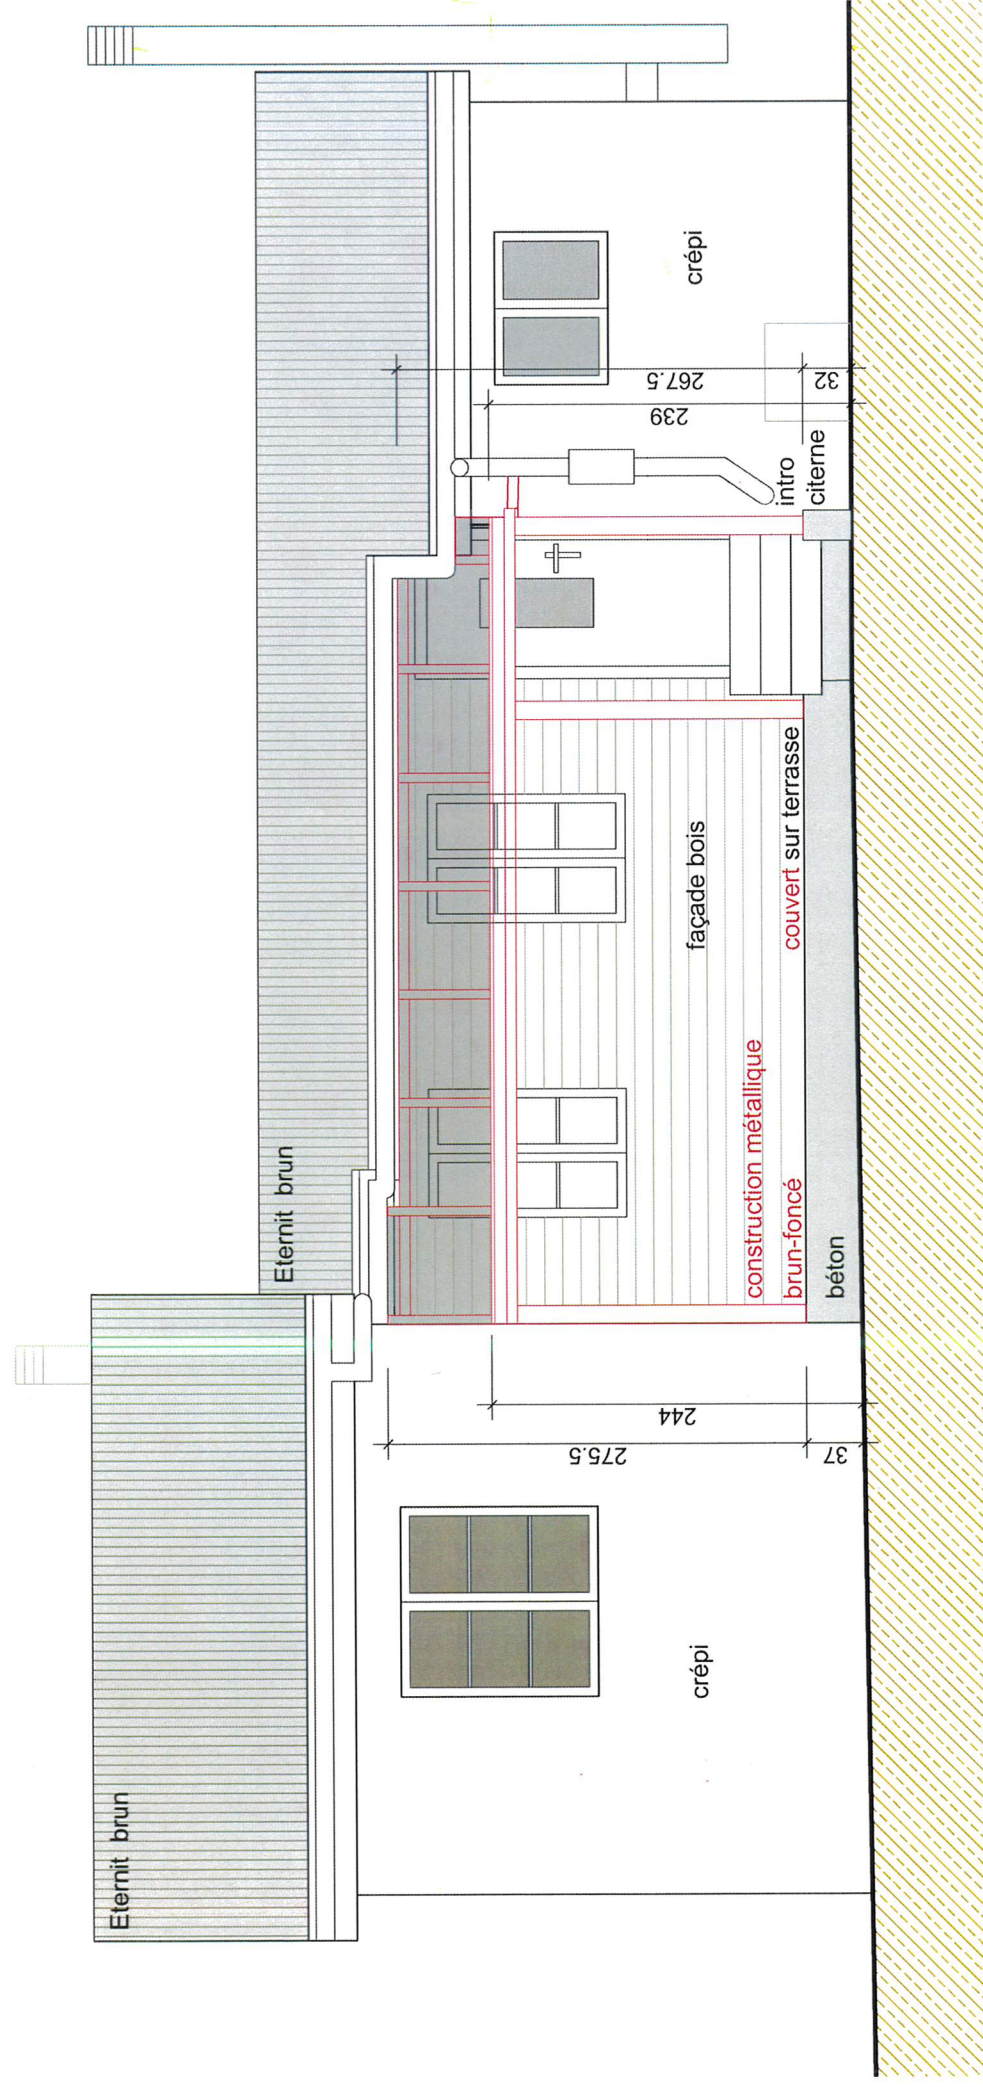 Eternit brun
Eternit brun
crépi
275.5
37
244
construction métallique
brun-foncé
béton
façade bois
couvert sur terrasse
intro
citerne
239
267.5
32
crépi